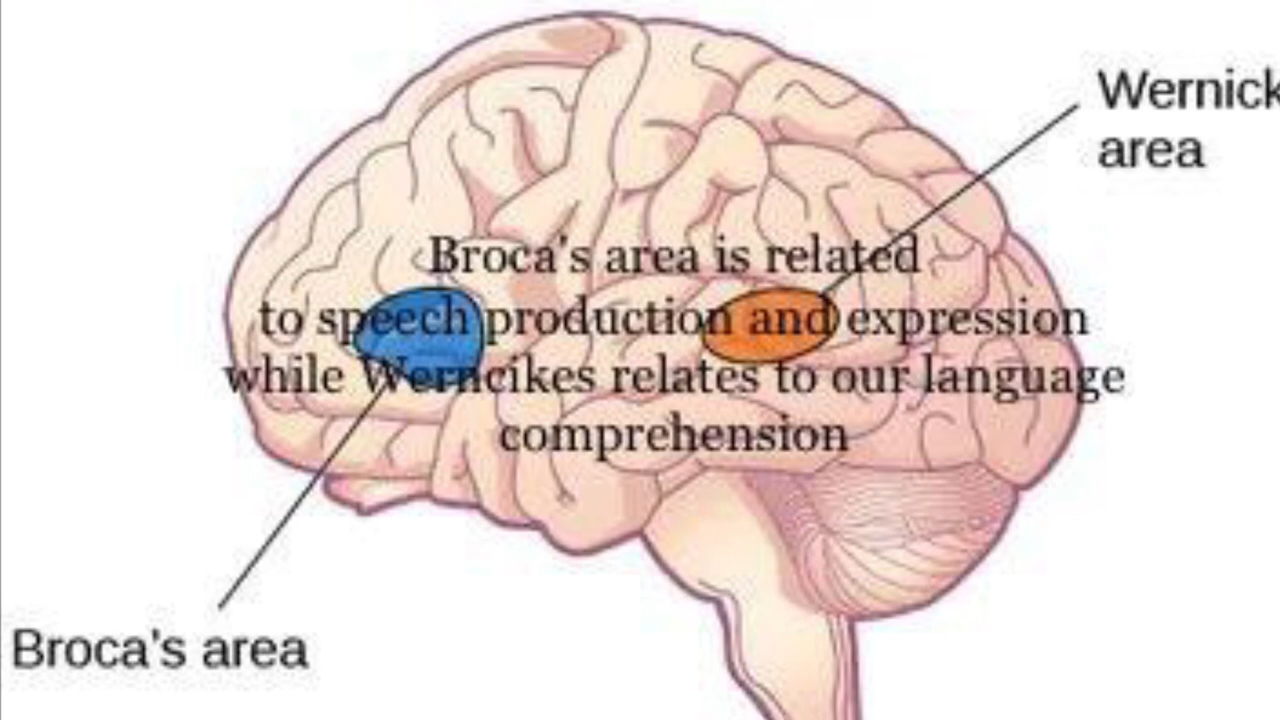 Wernick
area
Broca's area is related
to speech production and expression
while Werncikes relates to our language
comprehension
Broca's area